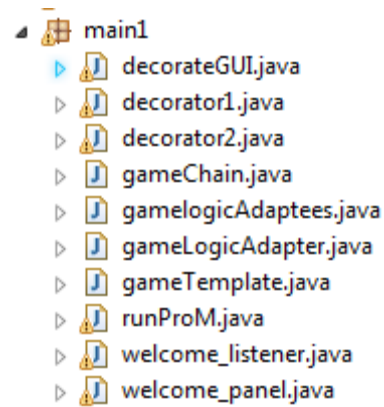 main1
decorateGUI.java
decorator1.java
decorator2.java
gameChain.java
gamelogicAdaptees.java
gameLogicAdapter.java
gameTemplate.java
runProM.java
welcome_listener.java
welcome_panel.java